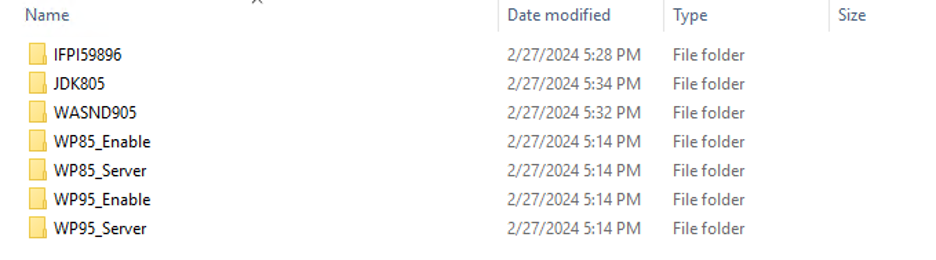 Name Date modified Type Size
IFPI59896 2/27/2024 5:28 PM File folder
JDK805 2/27/2024 5:34 PM File folder
WASND905 2/27/2024 5:32 PM File folder
WP85_Enable 2/27/2024 5:14 PM File folder
WP85_Server 2/27/2024 5:14 PM File folder
WP95_Enable 2/27/2024 5:14 PM File folder
WP95_Server 2/27/2024 5:14 PM File folder